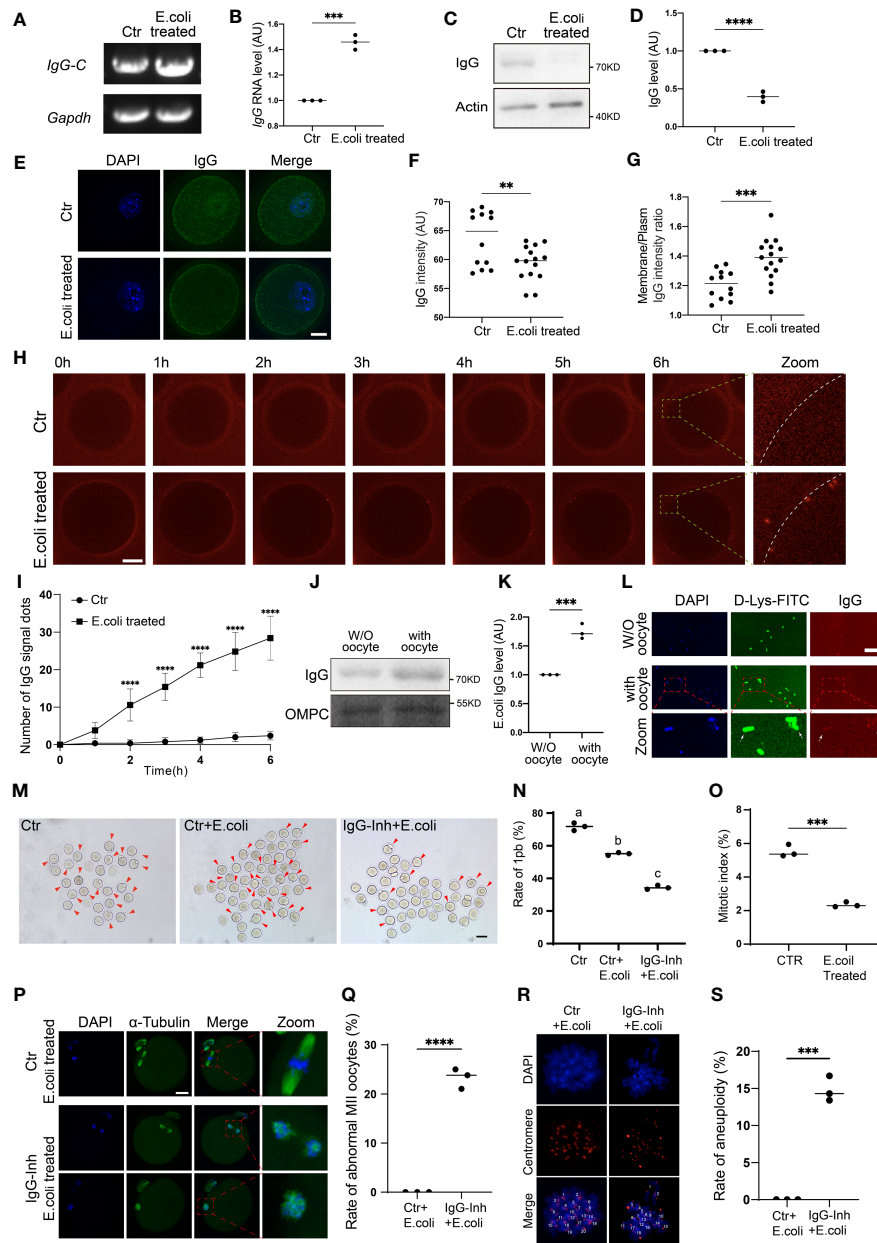 A
Ctr
E.coli
treated
IgG-C
Gapdh
B
***
IgG RNA level (AU)
1.6
1.4
1.2
1.0
0.8
Ctr
E.coli treated
C
Ctr
E.coli
treated
IgG
70KD
Actin
40KD
D
****
IgG level (AU)
1.5
1.0
0.5
0.0
Ctr
E.coli treated
E
DAPI
IgG
Merge
Ctr
E.coli treated
F
**
IgG intensity (AU)
70
65
60
55
50
Ctr
E.coli treated
G
***
Membrane/Plasm
IgG intensity ratio
1.8
1.6
1.4
1.2
1.0
Ctr
E.coli treated
H
0h
1h
2h
3h
4h
5h
6h
Zoom
Ctr
E.coli treated
I
Ctr
E.coli traeted
Number of IgG signal dots
40
30
20
10
0
****
****
****
****
****
0
2
4
6
Time(h)
J
W/O
oocyte
with
oocyte
IgG
70KD
55KD
OMPC
K
***
E.coli IgG level (AU)
2.0
1.5
1.0
0.5
0.0
W/O
oocyte
with
oocyte
L
DAPI
D-Lys-FITC
IgG
W/O
oocyte
with
oocyte
Zoom
M
Ctr
Ctr+E.coli
IgG-Inh+E.coli
N
Rate of 1pb (%)
80
60
40
20
0
a
b
c
Ctr
Ctr+
E.coli
IgG-Inh
+E.coli
O
***
Mitotic index (%)
8
6
4
2
0
CTR
E.coil
Treated
P
DAPI
α-Tubulin
Merge
Zoom
Ctr
E.coli treated
IgG-Inh
E.coli treated
Q
****
Rate of abnormal MII oocytes (%)
30
20
10
0
Ctr+
E.coli
IgG-Inh
+E.coli
R
Ctr
+E.coli
IgG-Inh
+E.coli
DAPI
Centromere
Merge
S
***
Rate of aneuploidy (%)
20
15
10
5
0
Ctr+
E.coli
IgG-Inh
+E.coli